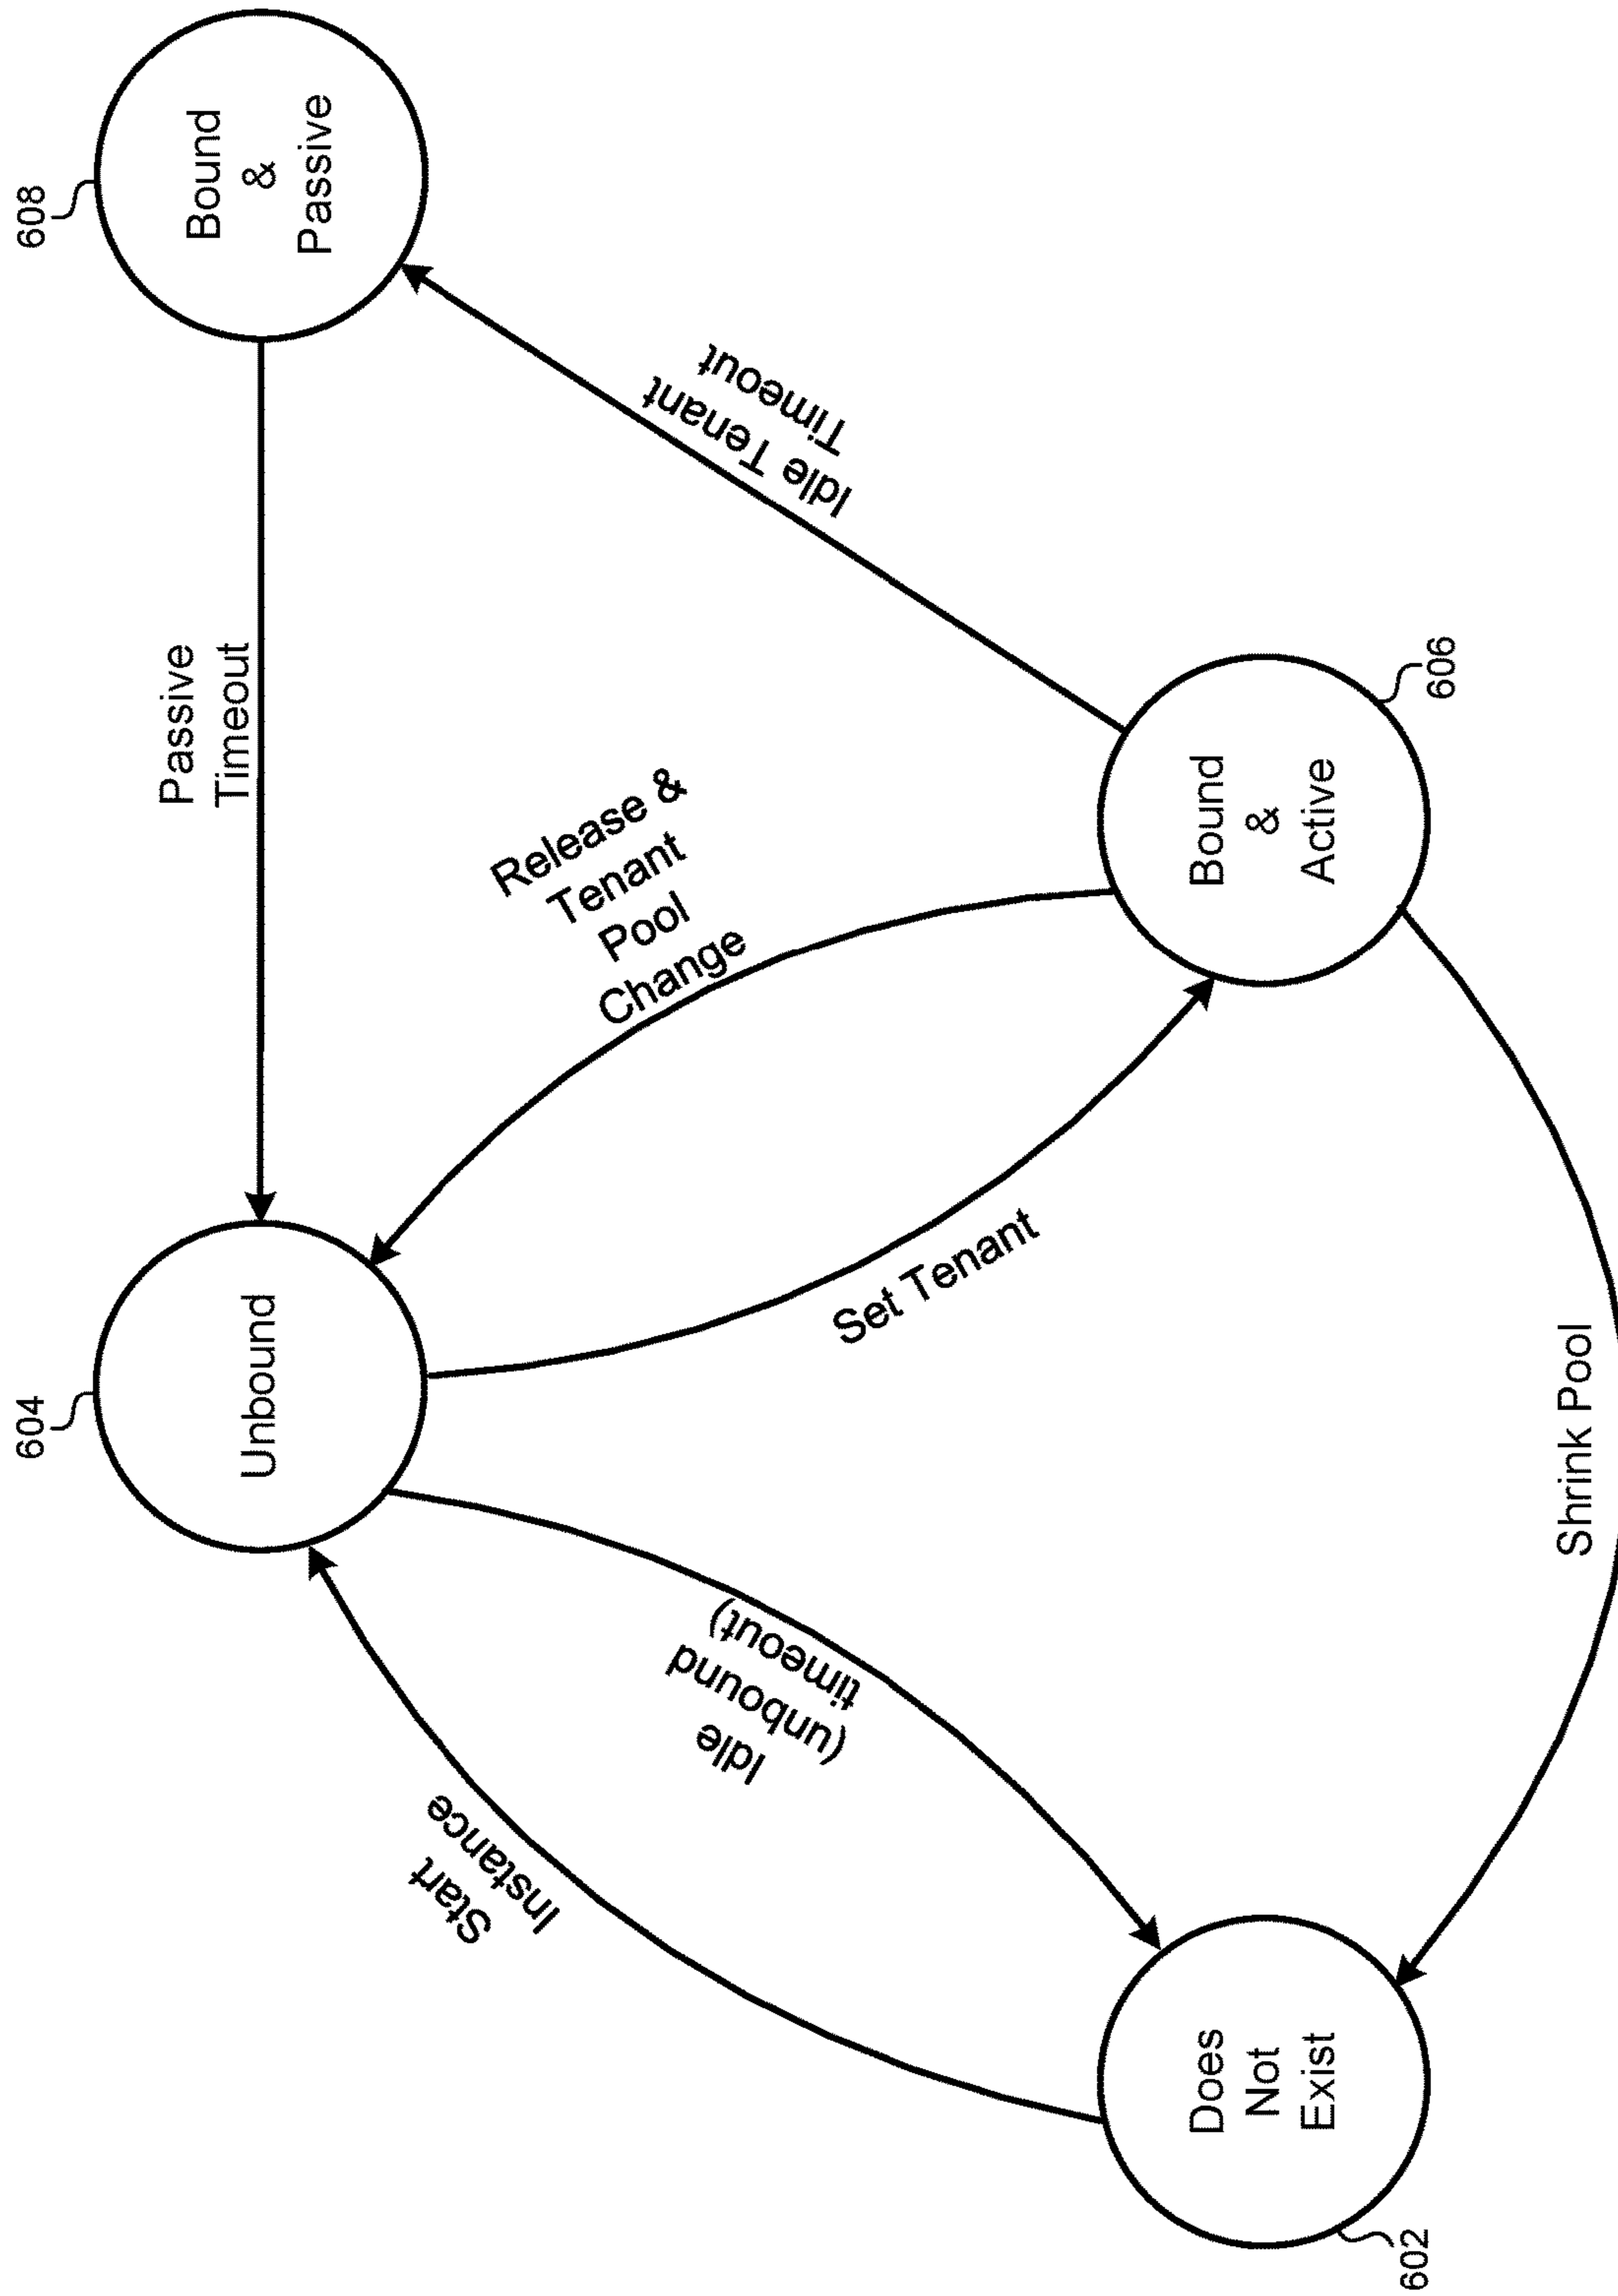 604
Unbound
608
Bound
&
Passive
Passive
Timeout
Start
Instance
Idle
(unbound
timeout)
Release &
Tenant
Pool
Change
Set Tenant
Idle Tenant
Timeout
602
Does
Not
Exist
606
Bound
&
Active
Shrink Pool